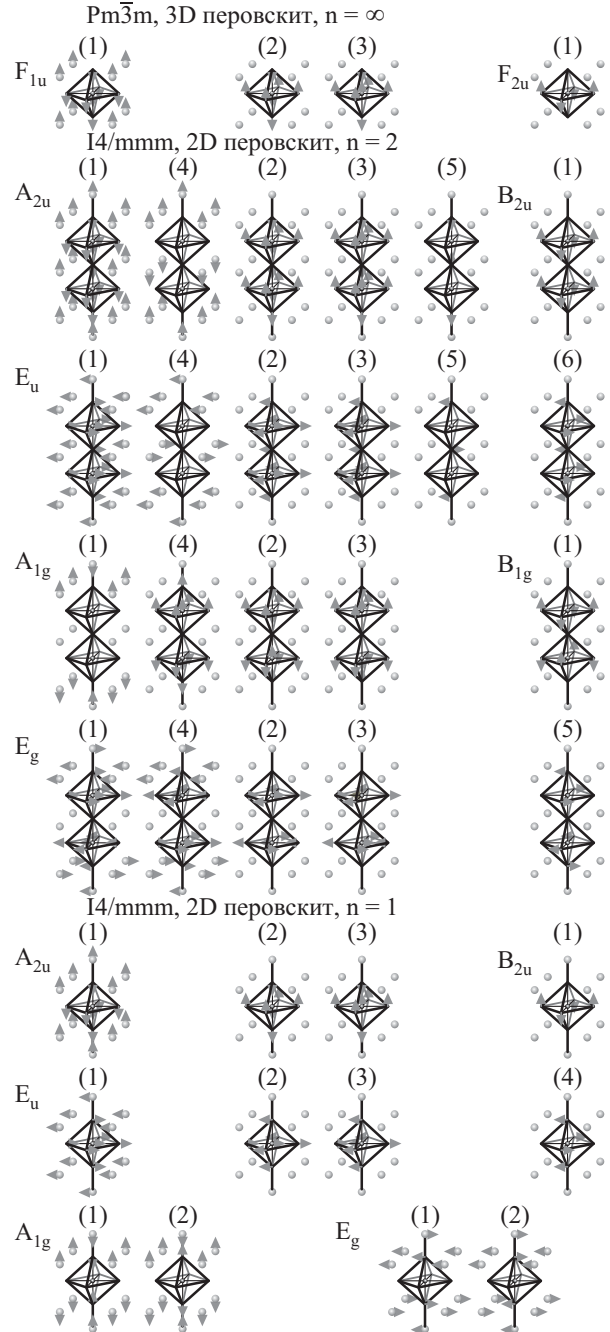 Pm3̅m, 3D перовскит, n = ∞
(1) (2) (3) (1)
F1u F2u
I4/mmm, 2D перовскит, n = 2
(1) (4) (2) (3) (5) (1)
A2u B2u
(1) (4) (2) (3) (5) (6)
Eu
(1) (4) (2) (3) (1)
A1g B1g
(1) (4) (2) (3) (5)
Eg
I4/mmm, 2D перовскит, n = 1
(1) (2) (3) (1)
A2u B2u
(1) (2) (3) (4)
Eu
(1) (2) (1) (2)
A1g Eg